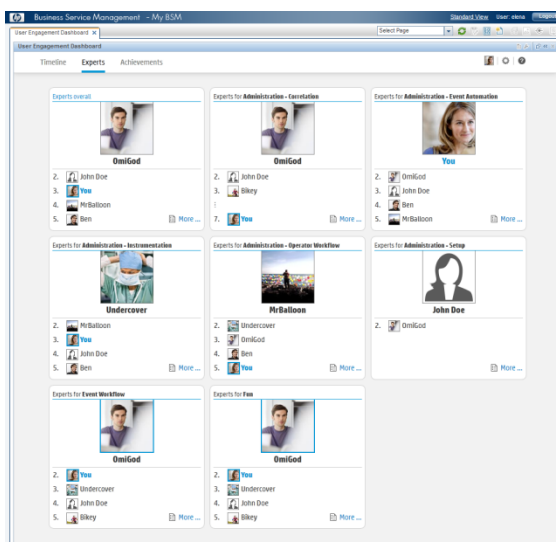 hp Business Service Management - My BSM
Standard View User: elena Logout
User Engagement Dashboard X
Select Page
User Engagement Dashboard
Timeline Experts Achievements
Experts overall
OmiGod
2. John Doe
3. You
4. MrBalloon
5. Ben
More ...
Experts for Administration - Correlation
OmiGod
2. John Doe
3. Bikey
⋮
7. You
More ...
Experts for Administration - Event Automation
You
2. OmiGod
3. John Doe
4. Ben
5. MrBalloon
More ...
Experts for Administration - Instrumentation
Undercover
2. MrBalloon
3. You
4. John Doe
5. Ben
More ...
Experts for Administration - Operator Workflow
MrBalloon
2. Undercover
3. OmiGod
4. Ben
5. You
More ...
Experts for Administration - Setup
John Doe
2. OmiGod
More ...
Experts for Event Workflow
OmiGod
2. You
3. Undercover
4. John Doe
5. Bikey
More ...
Experts for Fun
OmiGod
2. You
3. Undercover
4. John Doe
5. Bikey
More ...